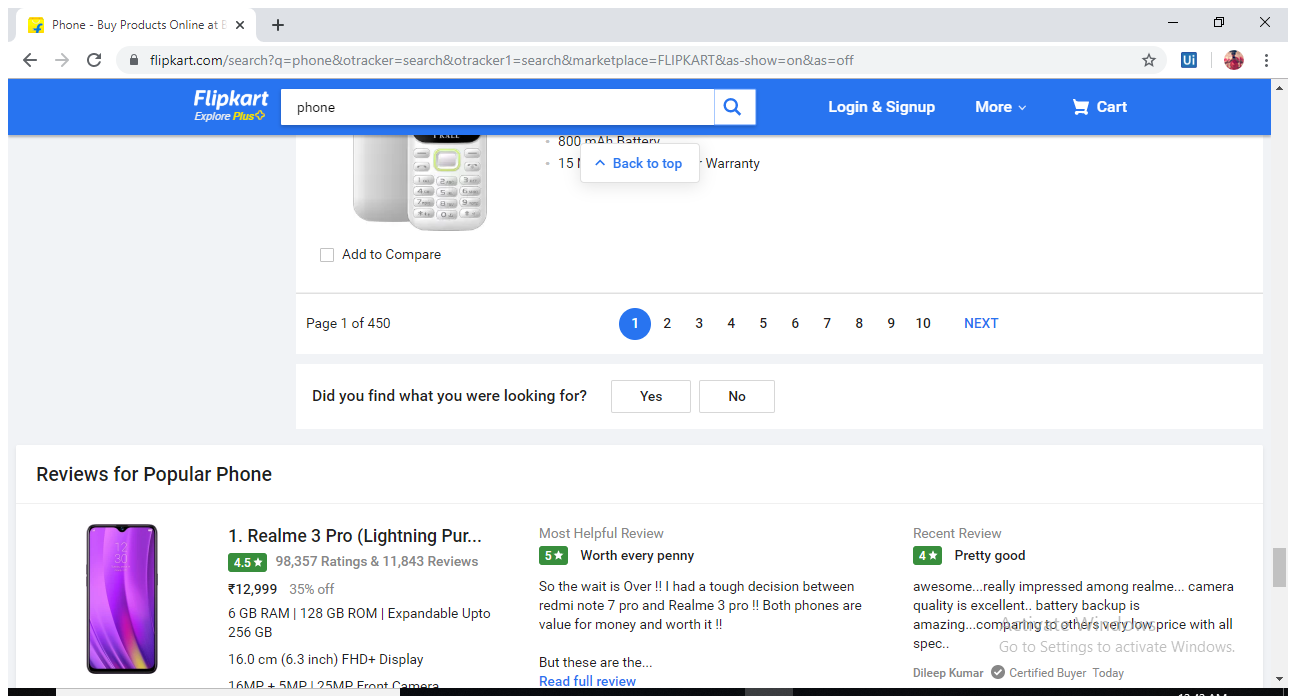 Phone - Buy Products Online at
flipkart.com/search?q=phone&otracker=search&otracker1=search&marketplace=FLIPKART&as-show=on&as=off
Ui
Flipkart
Explore Plus
phone
Login & Signup
More
Cart
800 mAh Battery
15
Warranty
Back to top
Add to Compare
Page 1 of 450
1 2 3 4 5 6 7 8 9 10 NEXT
Did you find what you were looking for?
Yes
No
Reviews for Popular Phone
1. Realme 3 Pro (Lightning Pur...
4.5★ 98,357 Ratings & 11,843 Reviews
₹12,999 35% off
6 GB RAM | 128 GB ROM | Expandable Upto
256 GB
16.0 cm (6.3 inch) FHD+ Display
16MP + 5MP | 25MP Front Camera
Most Helpful Review
5★ Worth every penny
So the wait is Over !! I had a tough decision between
redmi note 7 pro and Realme 3 pro !! Both phones are
value for money and worth it !!
But these are the...
Read full review
Recent Review
4★ Pretty good
awesome...really impressed among realme... camera
quality is excellent.. battery backup is
amazing...comparing to others very low price with all
spec..
Dileep Kumar Certified Buyer Today
Activate Windows
Go to Settings to activate Windows.